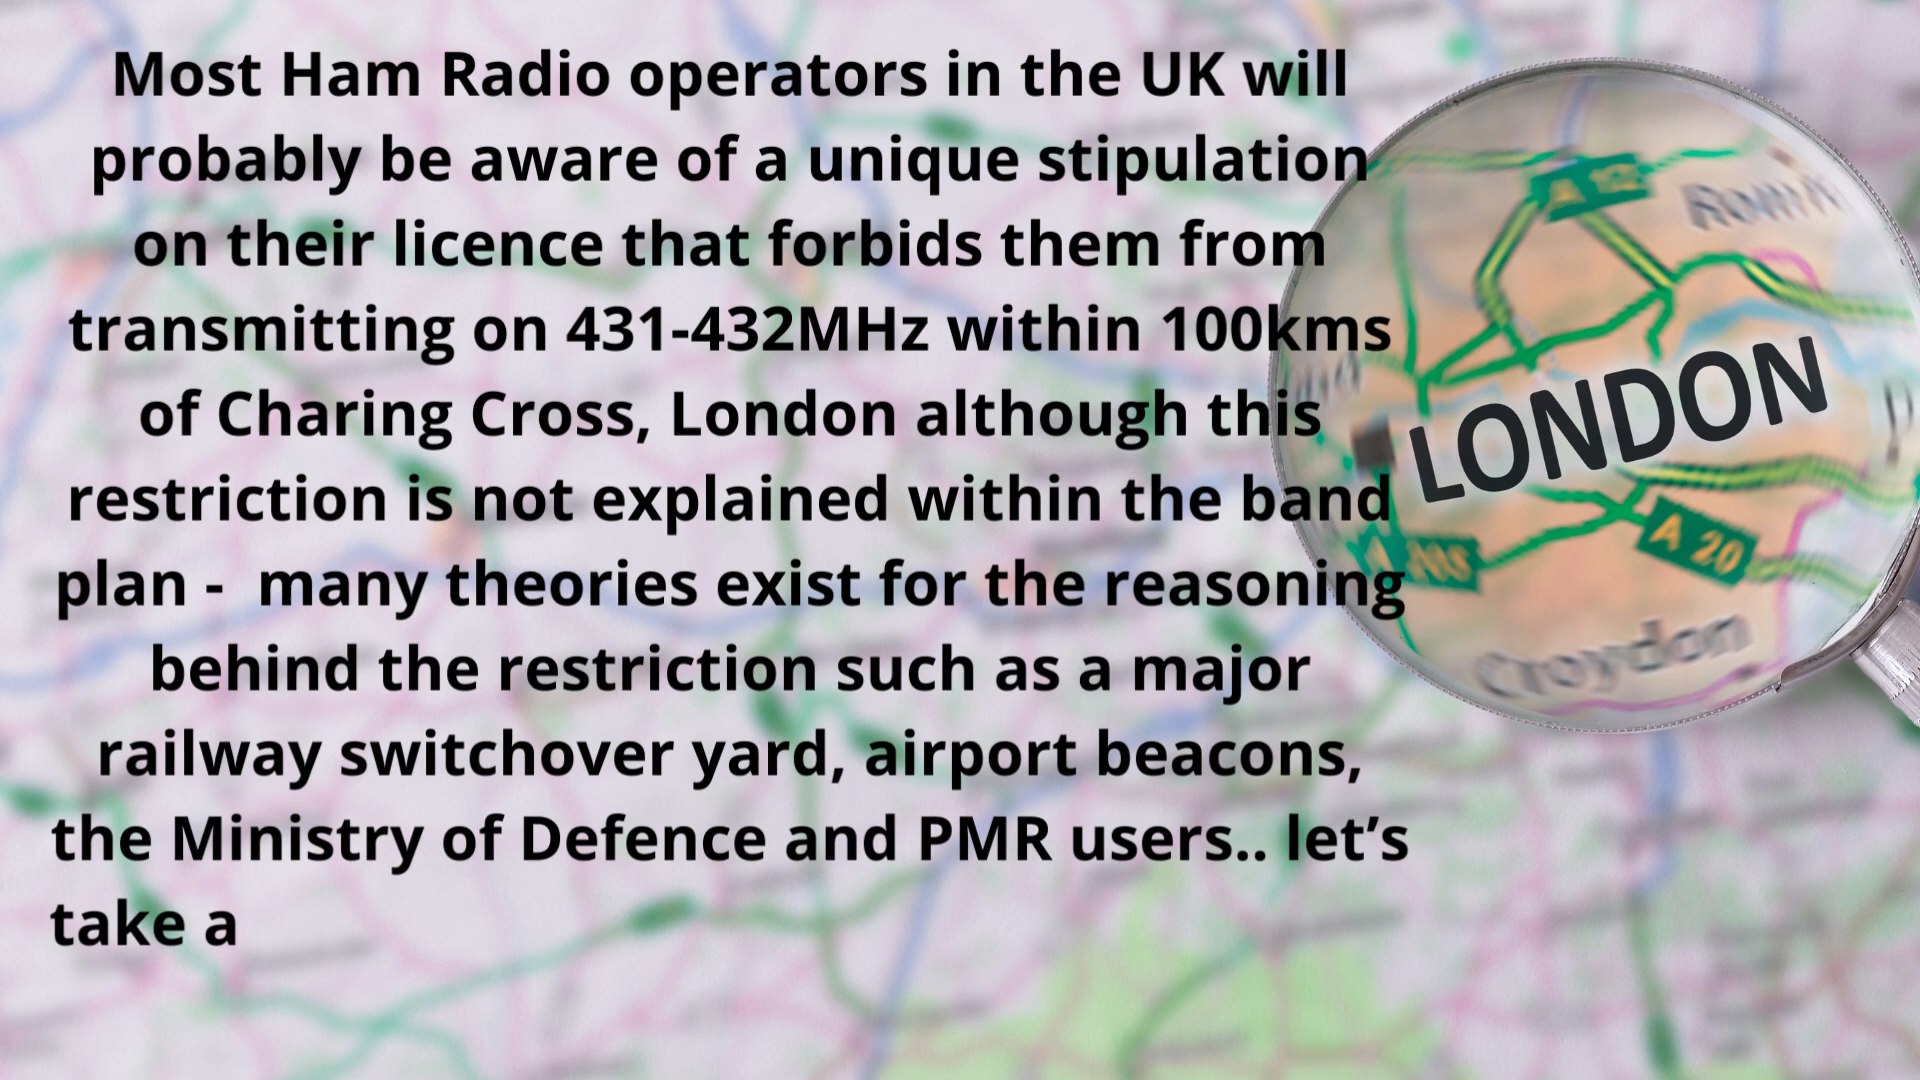 Most Ham Radio operators in the UK will
probably be aware of a unique stipulation
on their licence that forbids them from
transmitting on 431-432MHz within 100kms
of Charing Cross, London although this
restriction is not explained within the band
plan -  many theories exist for the reasoning
behind the restriction such as a major
railway switchover yard, airport beacons,
the Ministry of Defence and PMR users.. let’s
take a
LONDON
A 20
Croydon